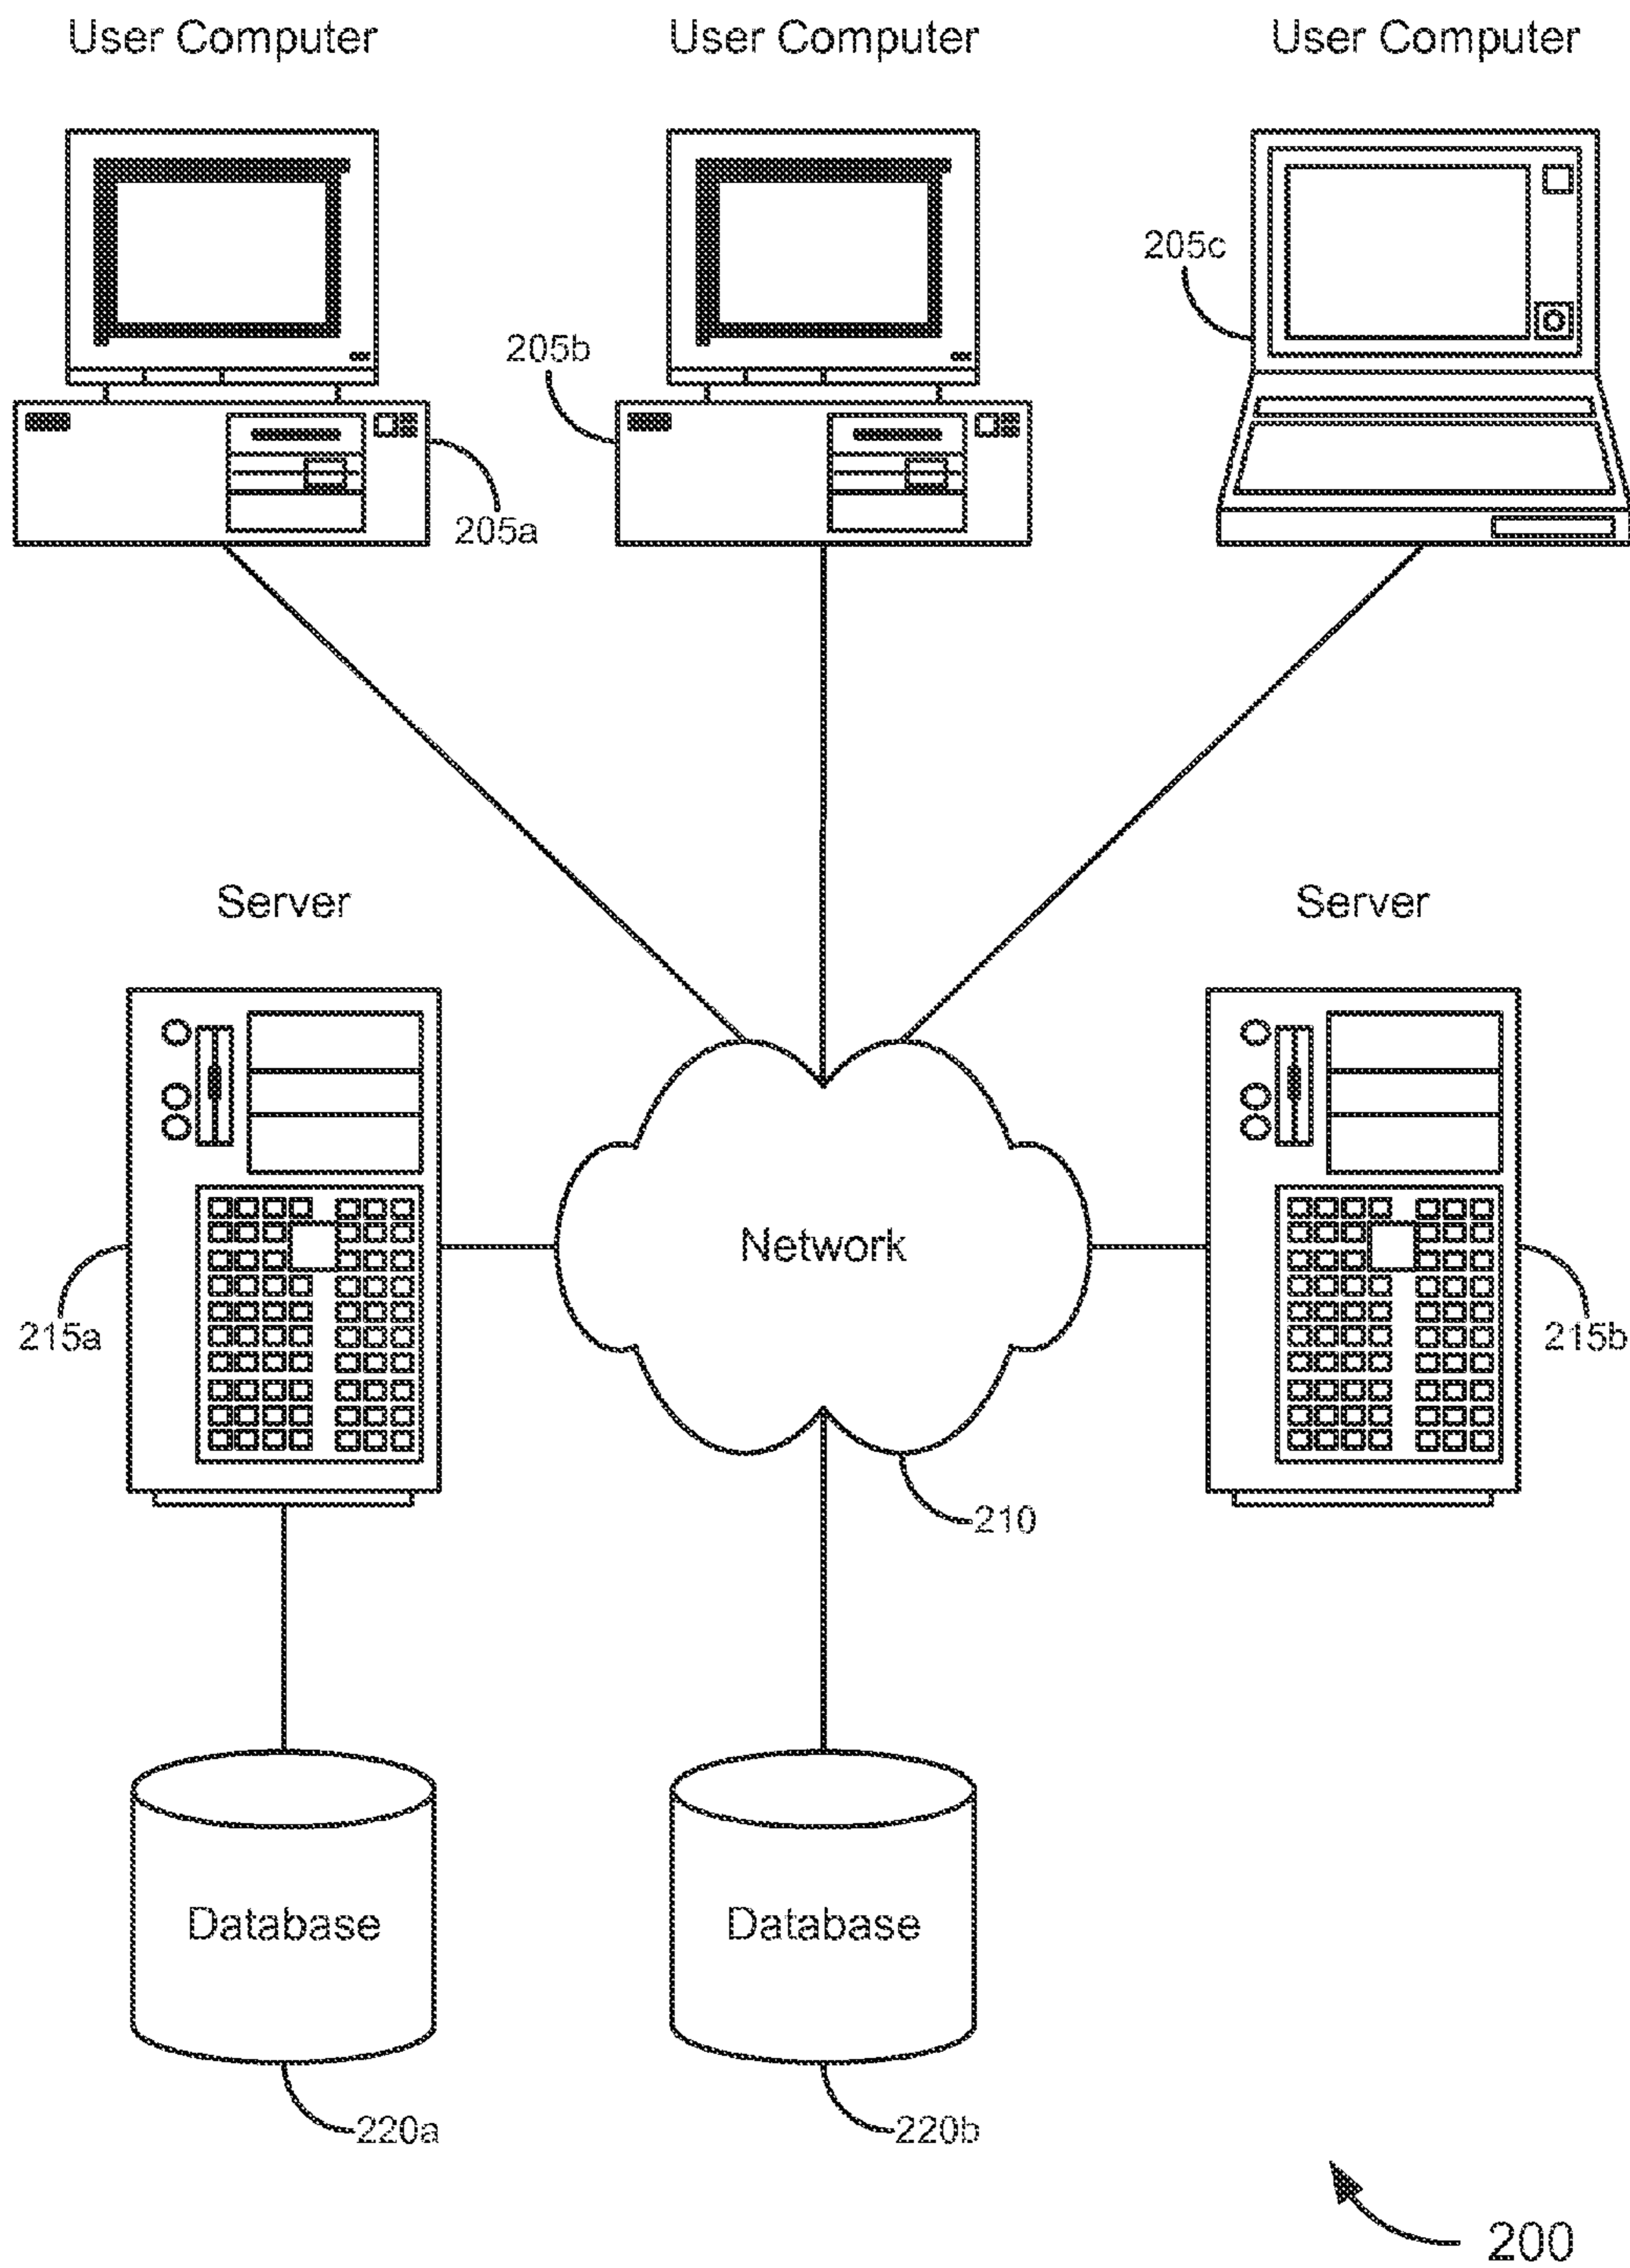 User Computer
User Computer
User Computer
205c
205b
205a
Server
Server
Network
215a
215b
210
Database
Database
220a
220b
200